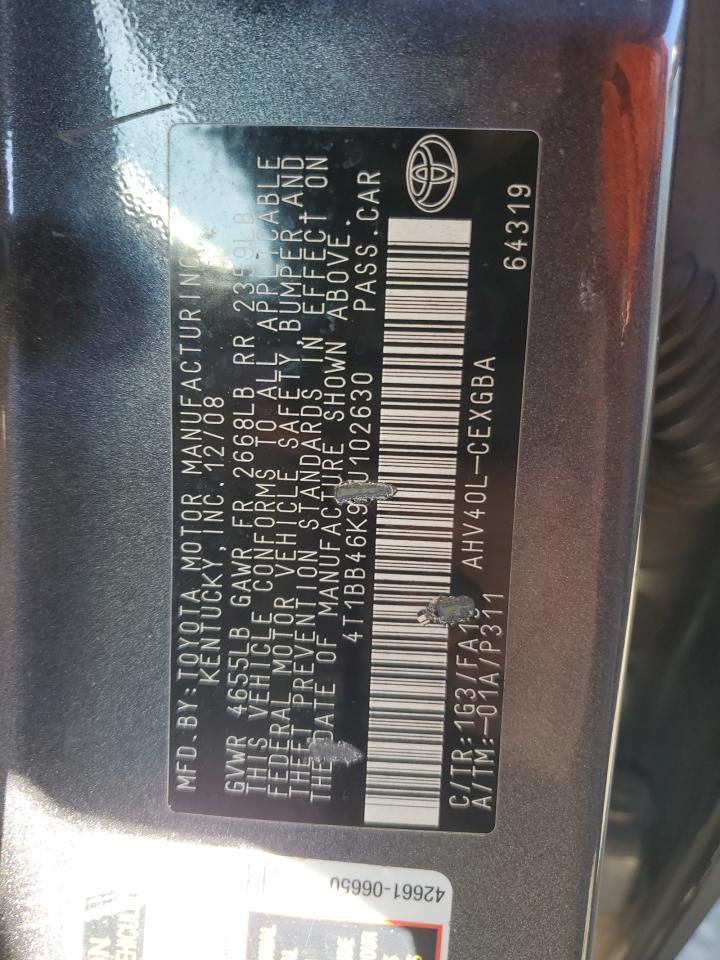 MFD.BY:TOYOTA MOTOR MANUFACTURING
KENTUCKY, INC. 12/08
GVWR 4655LB GAWR FR 2668LB RR
THIS VEHICLE CONFORMS TO ALL APPLICABLE
FEDERAL MOTOR VEHICLE SAFETY, BUMPER AND
THEFT PREVENTION STANDARDS IN EFFECT ON
THE DATE OF MANUFACTURE SHOWN ABOVE.
PASS.CAR
C/TR: 1G3/
A/TM:-01A/P311 AHV40L-CEXGBA
64319
42661-06650